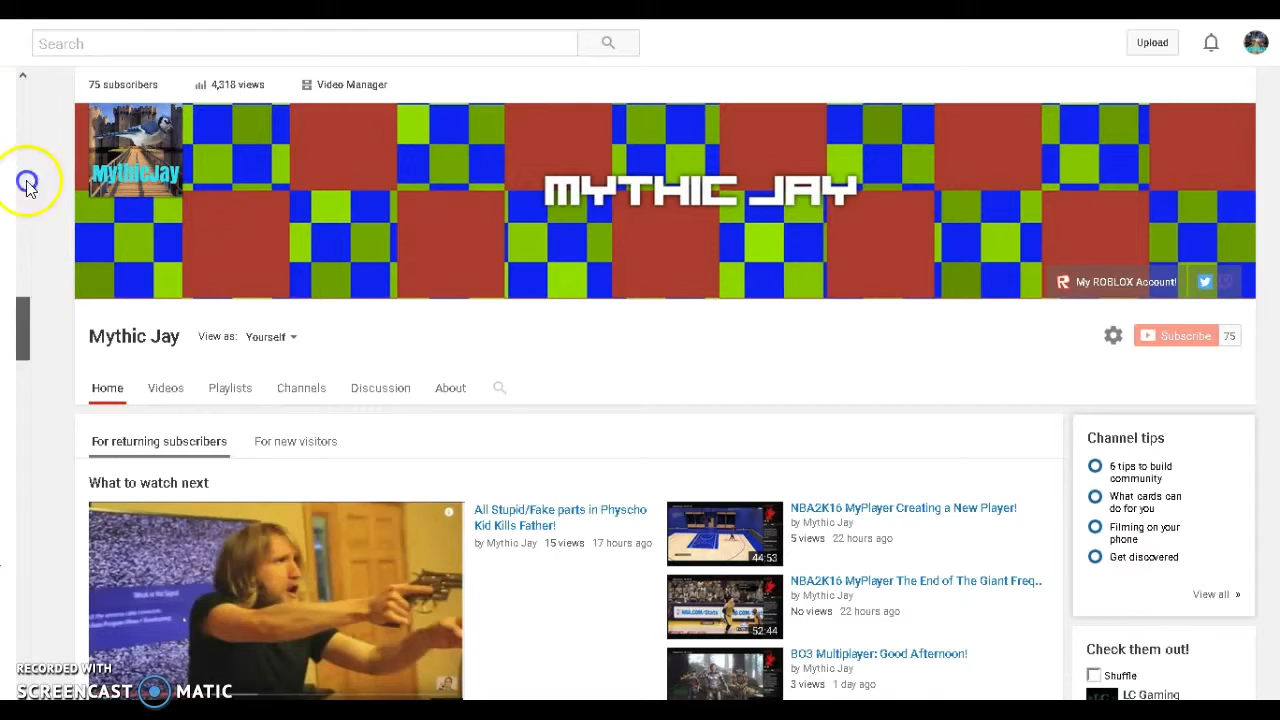 Search
Upload
75 subscribers
4,318 views
Video Manager
MythicJay
MYTHIC JAY
My ROBLOX Account!
Mythic Jay
View as: Yourself
Subscribe 75
Home
Videos
Playlists
Channels
Discussion
About
For returning subscribers
For new visitors
What to watch next
All Stupid/Fake parts in Physcho
Kid Kills Father!
by Mythic Jay 15 views 17 hours ago
NBA2K16 MyPlayer Creating a New Player!
by Mythic Jay
5 views 22 hours ago
44:53
NBA2K16 MyPlayer The End of The Giant Freq..
by Mythic Jay
No views 22 hours ago
52:44
BO3 Multiplayer: Good Afternoon!
by Mythic Jay
3 views 1 day ago
Channel tips
6 tips to build
community
What cards can
do for you
Filming on your
phone
Get discovered
View all »
Check them out!
Shuffle
LC Gaming
RECORDED WITH
SCREENCAST MATIC